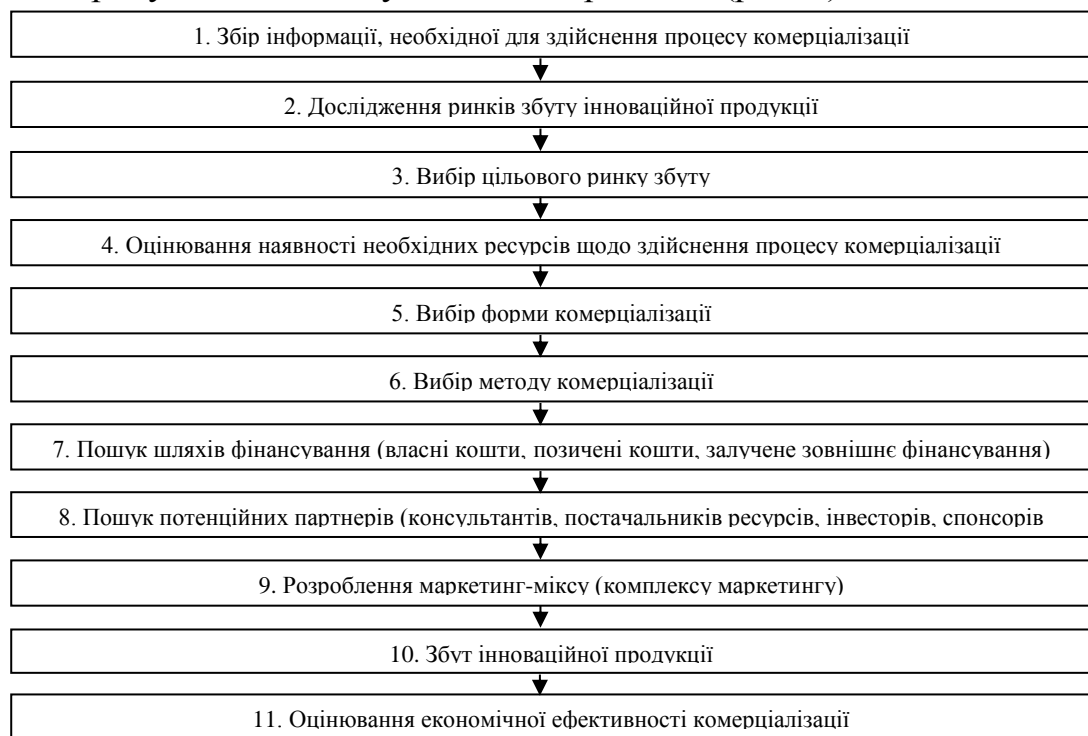 1. Збір інформації, необхідної для здійснення процесу комерціалізації
2. Дослідження ринків збуту інноваційної продукції
3. Вибір цільового ринку збуту
4. Оцінювання наявності необхідних ресурсів щодо здійснення процесу комерціалізації
5. Вибір форми комерціалізації
6. Вибір методу комерціалізації
7. Пошук шляхів фінансування (власні кошти, позичені кошти, залучене зовнішнє фінансування)
8. Пошук потенційних партнерів (консультантів, постачальників ресурсів, інвесторів, спонсорів
9. Розроблення маркетинг-міксу (комплексу маркетингу)
10. Збут інноваційної продукції
11. Оцінювання економічної ефективності комерціалізації